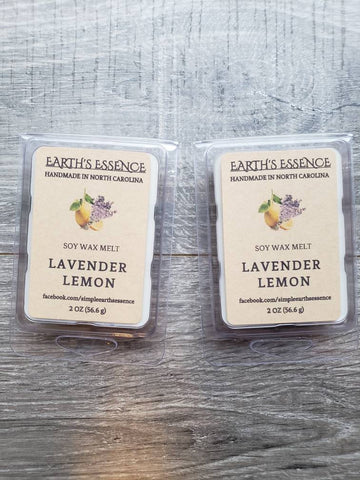 EARTH'S ESSENCE
HANDMADE IN NORTH CAROLINA
SOY WAX MELT
LAVENDER
LEMON
facebook.com/simpleearthsessence
2 OZ (56.6 g)
EARTH'S ESSENCE
HANDMADE IN NORTH CAROLINA
SOY WAX MELT
LAVENDER
LEMON
facebook.com/simpleearthsessence
2 OZ (56.6 g)